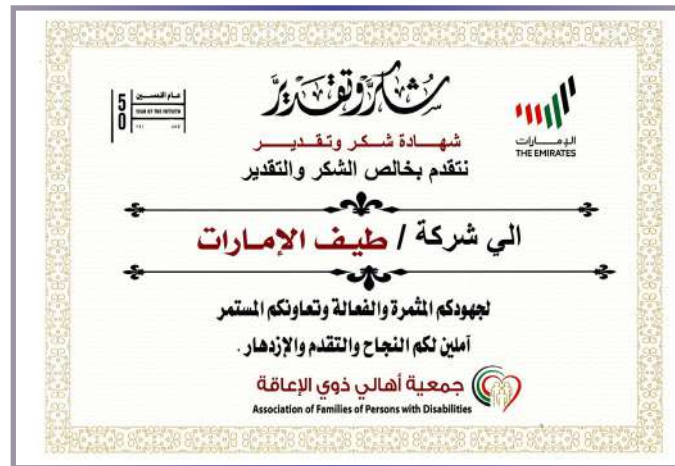 شكر وتقدير
عام الخمسين
YEAR OF THE FIFTIETH
50
الإمارات
THE EMIRATES
شهادة شكر وتقدير
نتقدم بخالص الشكر والتقدير
الي شركة / طيف الإمارات
لجهودكم المثمرة والفعالة وتعاونكم المستمر
آملين لكم النجاح والتقدم والإزدهار .
جمعية أهالي ذوي الإعاقة
Association of Families of Persons with Disabilities